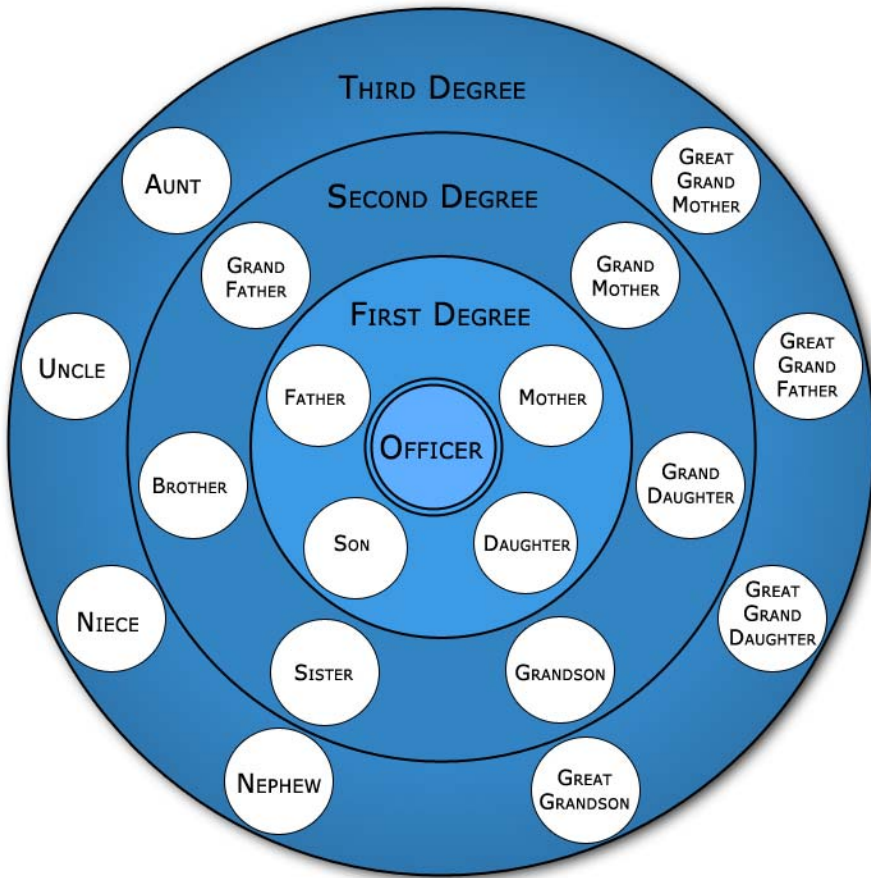 Third Degree
Aunt
Great
Grand
Mother
Second Degree
Grand
Father
Grand
Mother
First Degree
Uncle
Great
Grand
Father
Father
Mother
Officer
Brother
Grand
Daughter
Son
Daughter
Niece
Great
Grand
Daughter
Sister
Grandson
Nephew
Great
Grandson